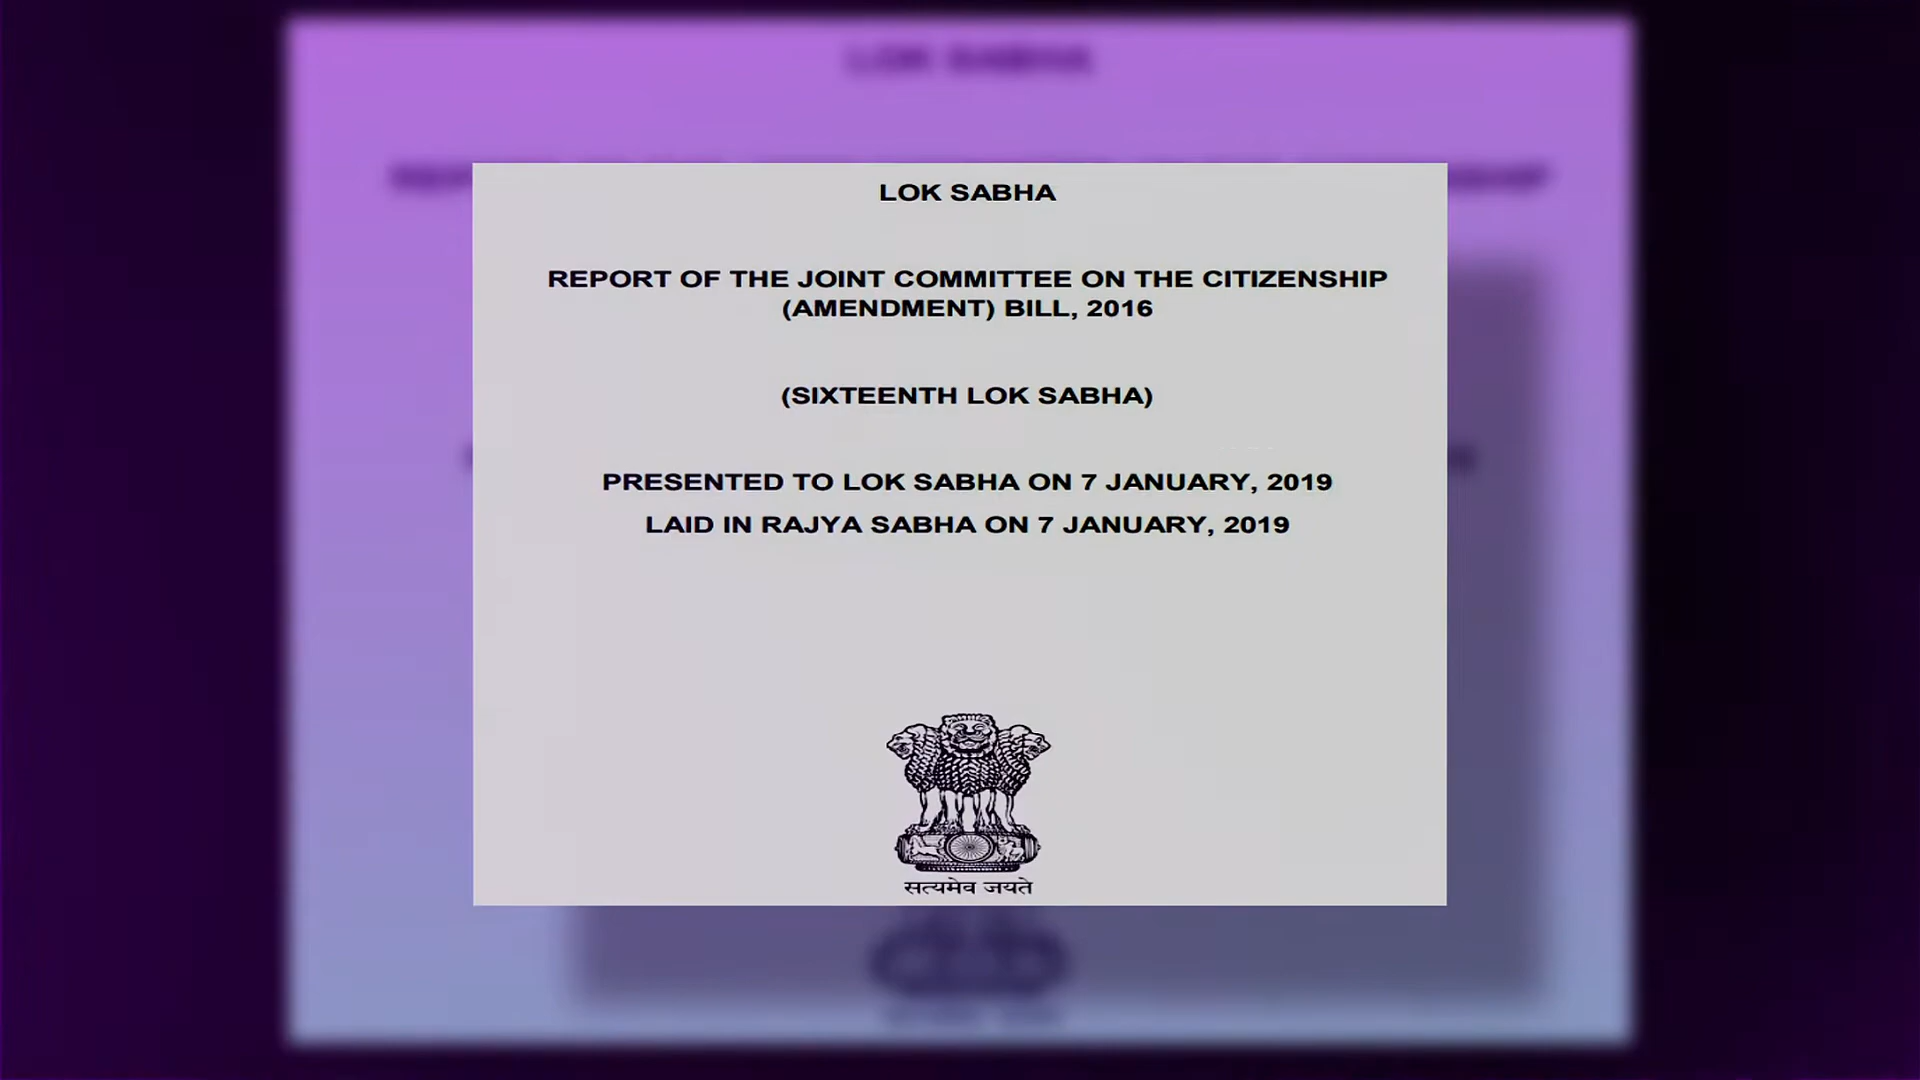 LOK SABHA
REPORT OF THE JOINT COMMITTEE ON THE CITIZENSHIP
(AMENDMENT) BILL, 2016
(SIXTEENTH LOK SABHA)
PRESENTED TO LOK SABHA ON 7 JANUARY, 2019
LAID IN RAJYA SABHA ON 7 JANUARY, 2019
सत्यमेव जयते